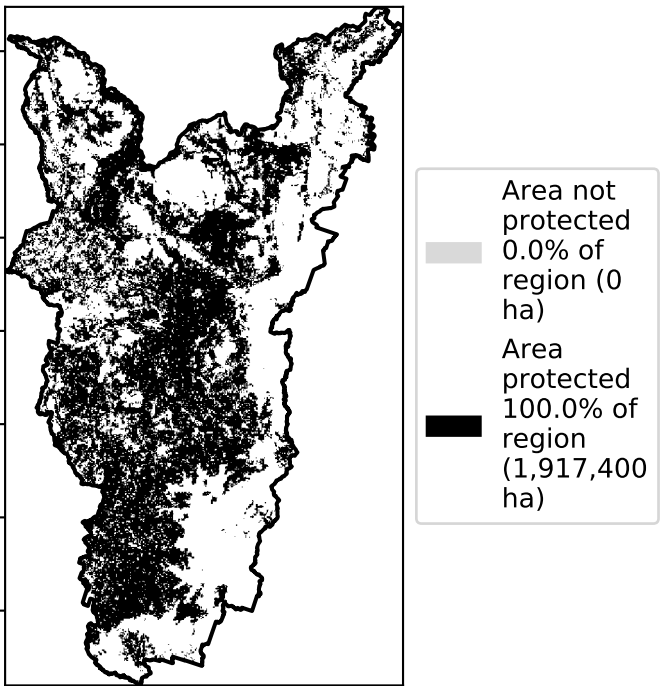 Area not
protected
0.0% of
region (0
ha)
Area
protected
100.0% of
region
(1,917,400
ha)